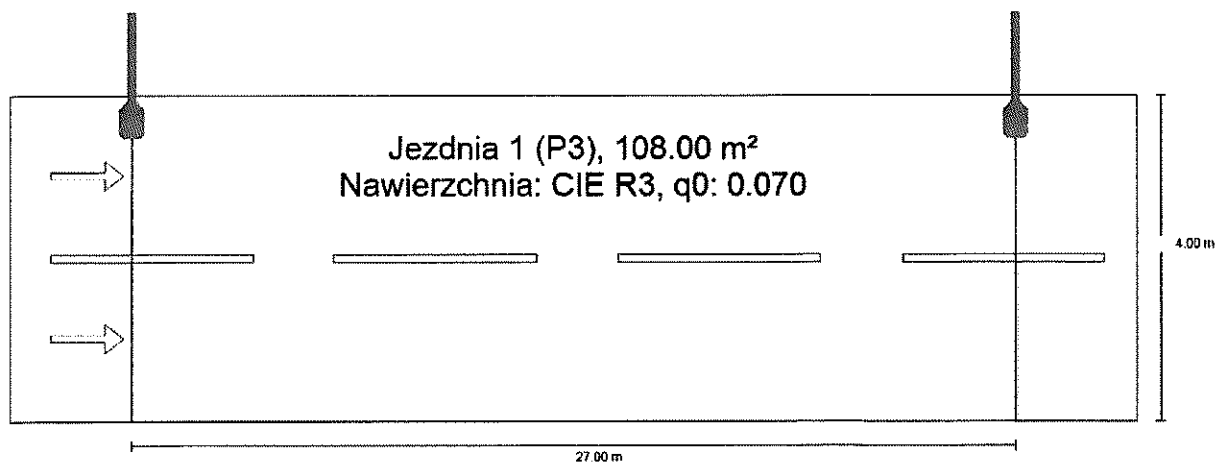 Jezdnia 1 (P3), 108.00 m²
Nawierzchnia: CIE R3, q0: 0.070
4.00 m
27.00 m